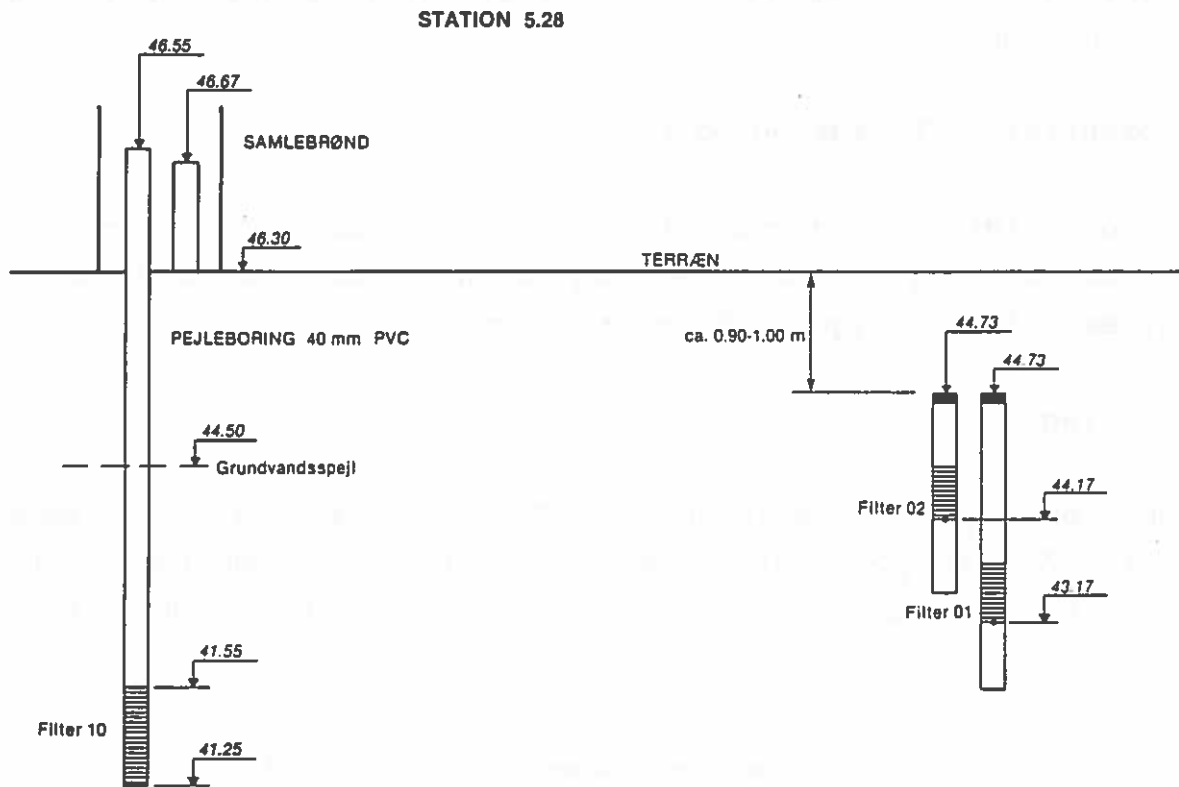 STATION 5.28
46.55
46.67
SAMLEBRØND
46.30
TERRÆN
PEJLEBORING 40 mm PVC
ca. 0.90-1.00 m
44.73
44.73
44.50
Grundvandsspejl
44.17
Filter 02
43.17
Filter 01
41.55
Filter 10
41.25